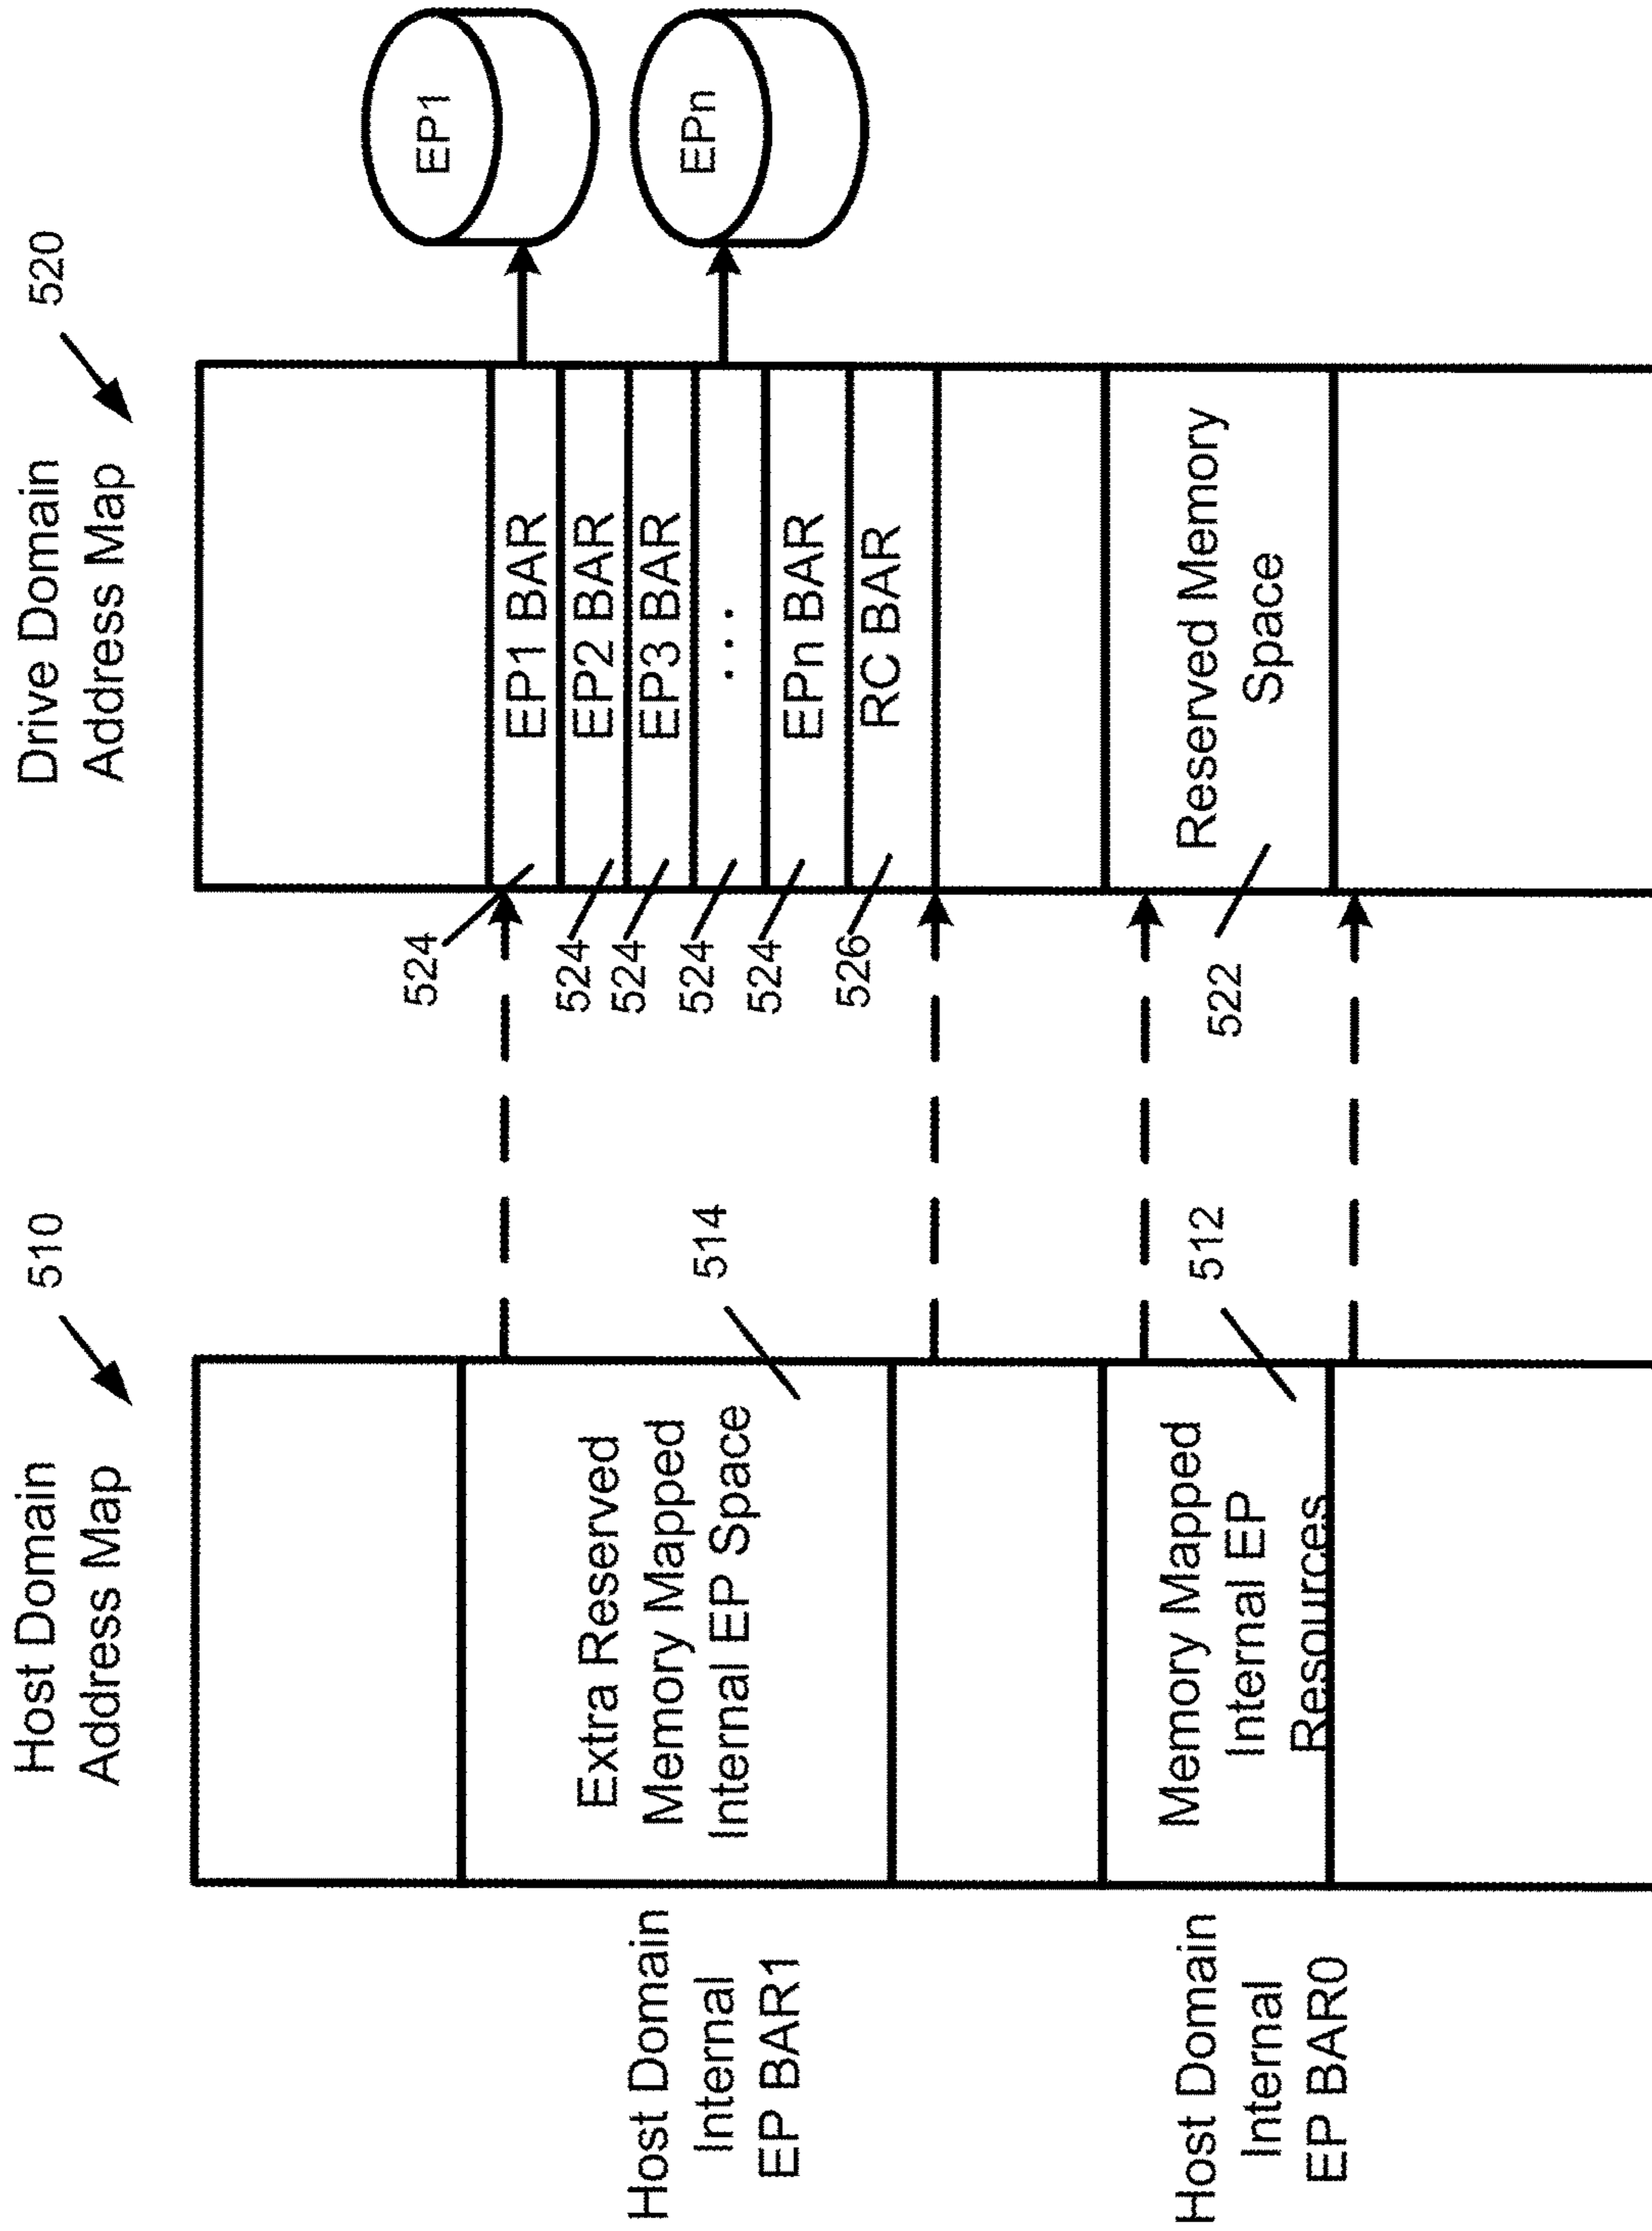 Host Domain
Address Map
510
Drive Domain
Address Map
520
Host Domain
Internal
EP BAR1
Extra Reserved
Memory Mapped
Internal EP Space
514
524
524
524
524
524
526
EP1 BAR
EP2 BAR
EP3 BAR
...
EPn BAR
RC BAR
EP1
EPn
Host Domain
Internal
EP BAR0
Memory Mapped
Internal EP
Resources
512
522
Reserved Memory
Space